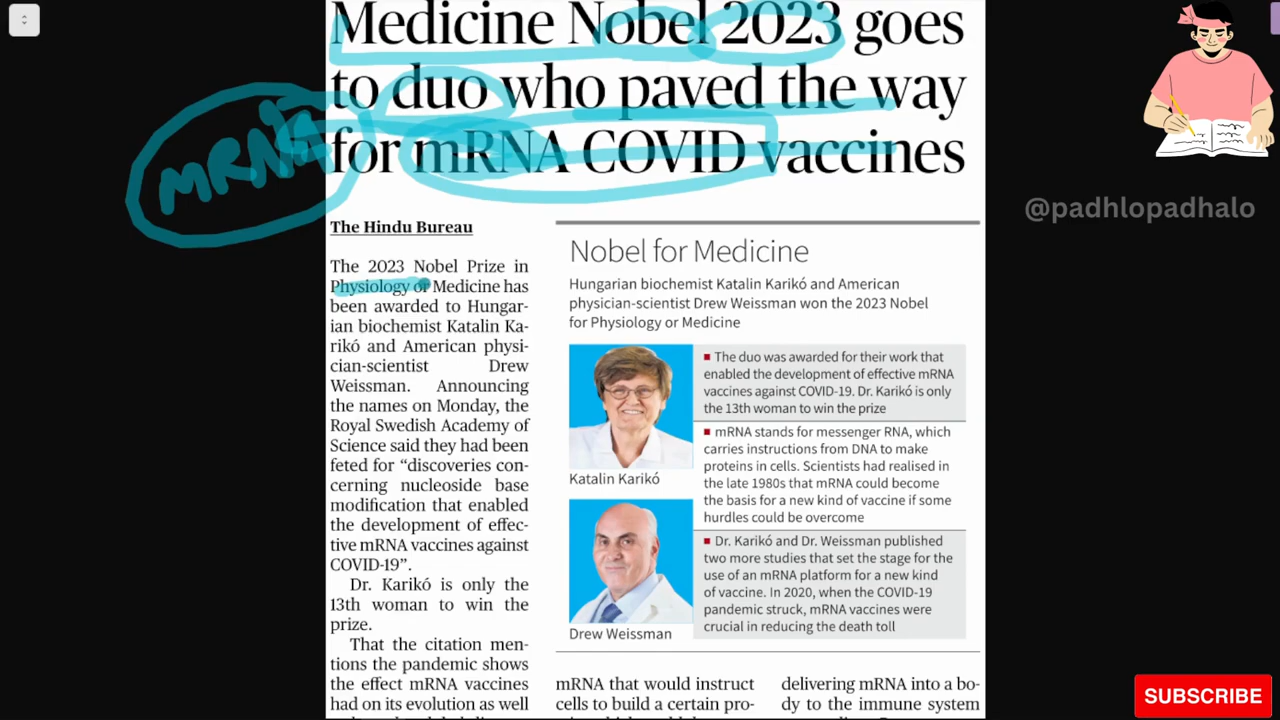 Medicine Nobel 2023 goes
to duo who paved the way
for mRNA COVID vaccines
MRNA
@padhlopadhalo
The Hindu Bureau
The 2023 Nobel Prize in
Physiology or Medicine has
been awarded to Hungar-
ian biochemist Katalin Ka-
rikó and American physi-
cian-scientist Drew
Weissman. Announcing
the names on Monday, the
Royal Swedish Academy of
Science said they had been
feted for “discoveries con-
cerning nucleoside base
modification that enabled
the development of effec-
tive mRNA vaccines against
COVID-19”.
Dr. Karikó is only the
13th woman to win the
prize.
That the citation men-
tions the pandemic shows
the effect mRNA vaccines
had on its evolution as well
Nobel for Medicine
Hungarian biochemist Katalin Karikó and American
physician-scientist Drew Weissman won the 2023 Nobel
for Physiology or Medicine
Katalin Karikó
The duo was awarded for their work that
enabled the development of effective mRNA
vaccines against COVID-19. Dr. Karikó is only
the 13th woman to win the prize
mRNA stands for messenger RNA, which
carries instructions from DNA to make
proteins in cells. Scientists had realised in
the late 1980s that mRNA could become
the basis for a new kind of vaccine if some
hurdles could be overcome
Drew Weissman
Dr. Karikó and Dr. Weissman published
two more studies that set the stage for the
use of an mRNA platform for a new kind
of vaccine. In 2020, when the COVID-19
pandemic struck, mRNA vaccines were
crucial in reducing the death toll
mRNA that would instruct
cells to build a certain pro-
delivering mRNA into a bo-
dy to the immune system
SUBSCRIBE